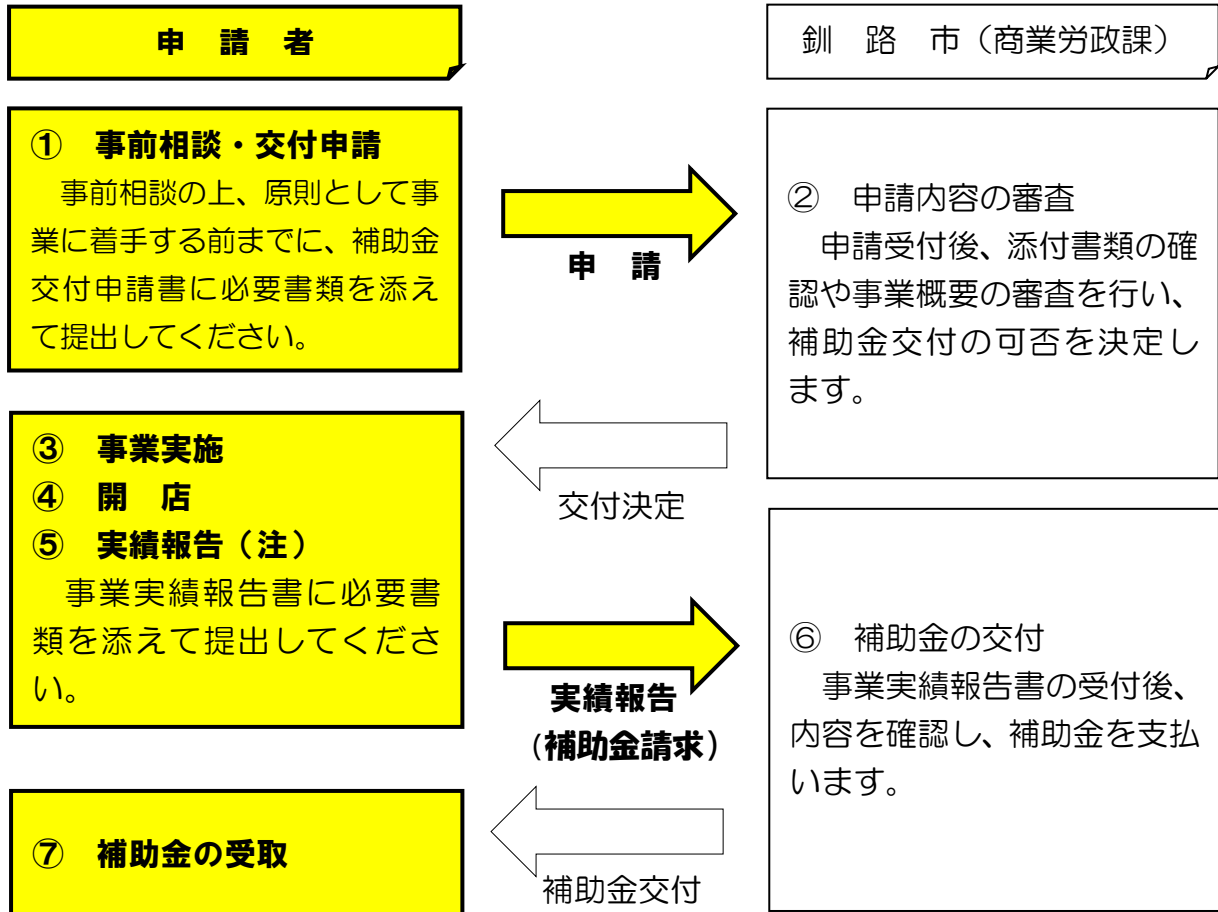 申 請 者
釧 路 市（商業労政課）
① 事前相談・交付申請
事前相談の上、原則として事
業に着手する前までに、補助金
交付申請書に必要書類を添え
て提出してください。
申 請
② 申請内容の審査
申請受付後、添付書類の確
認や事業概要の審査を行い、
補助金交付の可否を決定し
ます。
交付決定
③ 事業実施
④ 開 店
⑤ 実績報告（注）
事業実績報告書に必要書
類を添えて提出してくださ
い。
実績報告
(補助金請求)
⑥ 補助金の交付
事業実績報告書の受付後、
内容を確認し、補助金を支払
います。
補助金交付
⑦ 補助金の受取